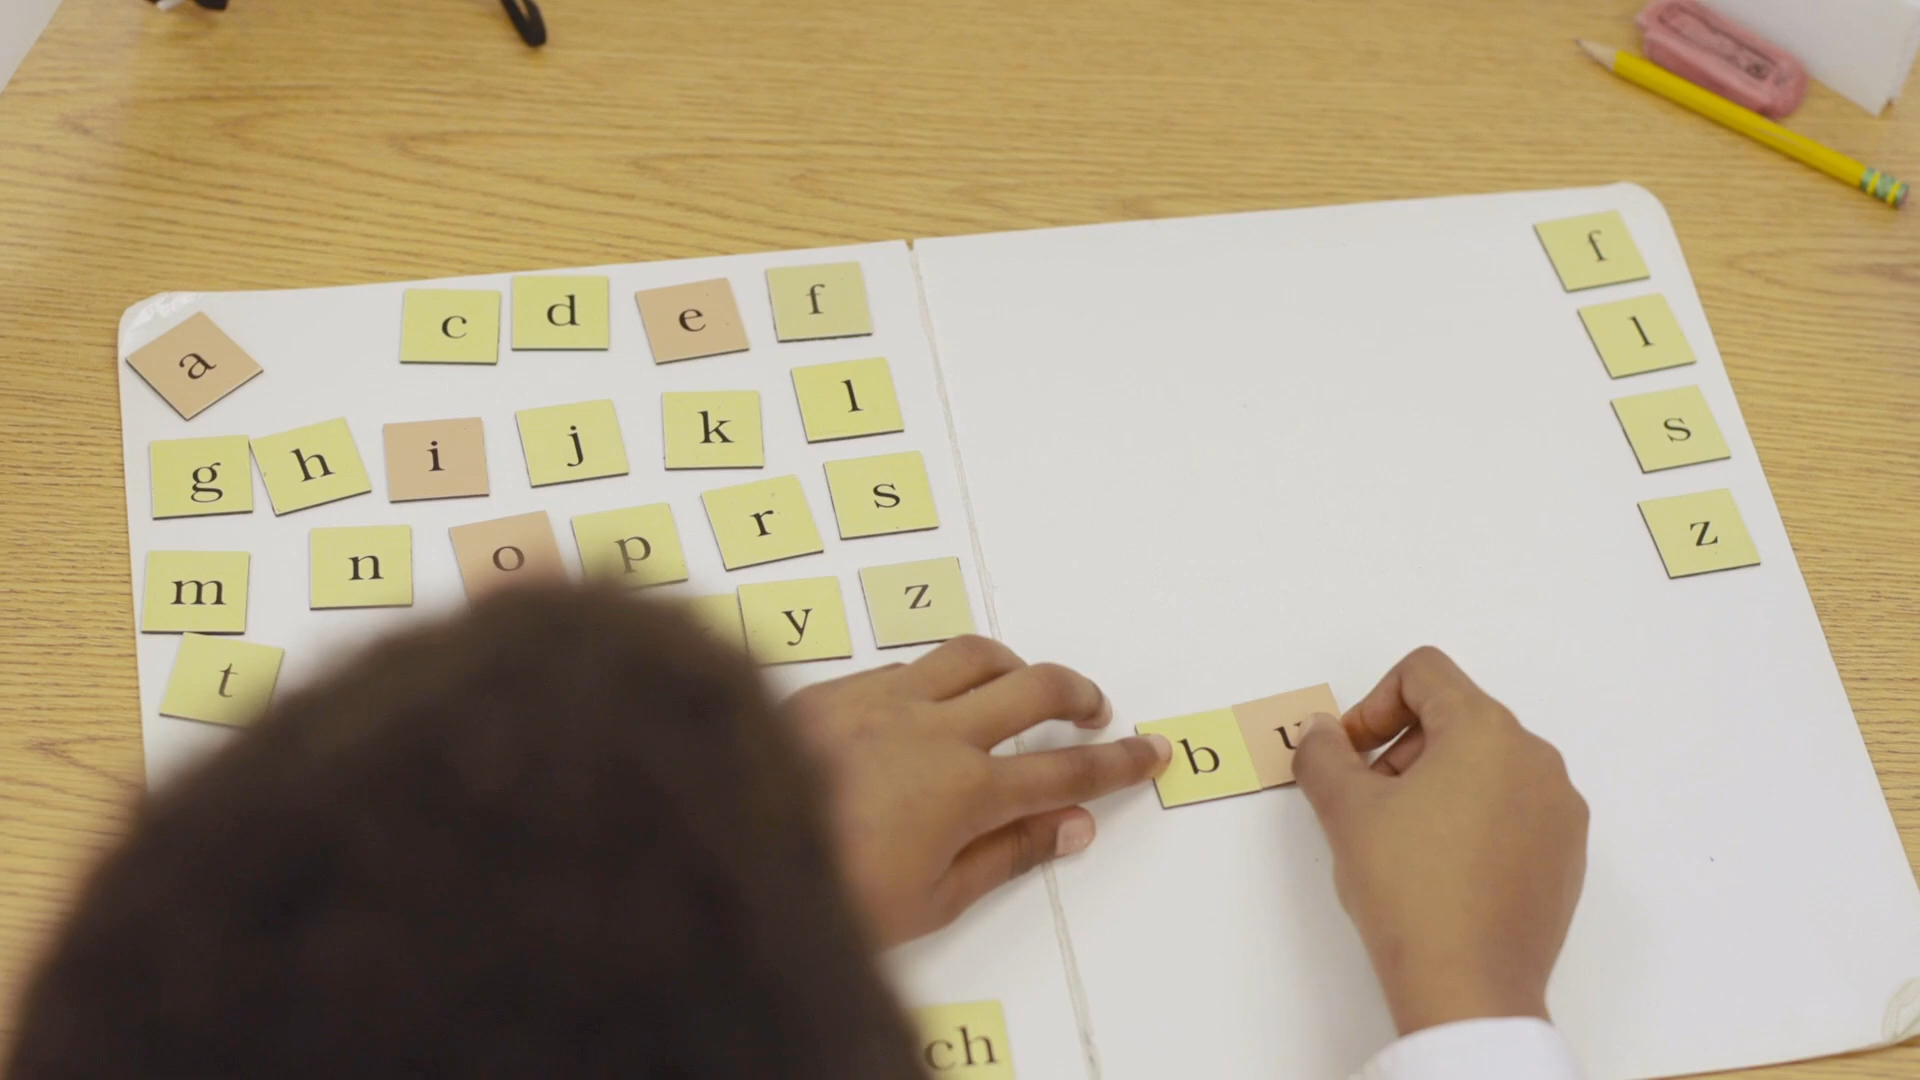 a c d e f
g h i j k l
m n o p r s
t y z
f
l
s
z
b u
ch